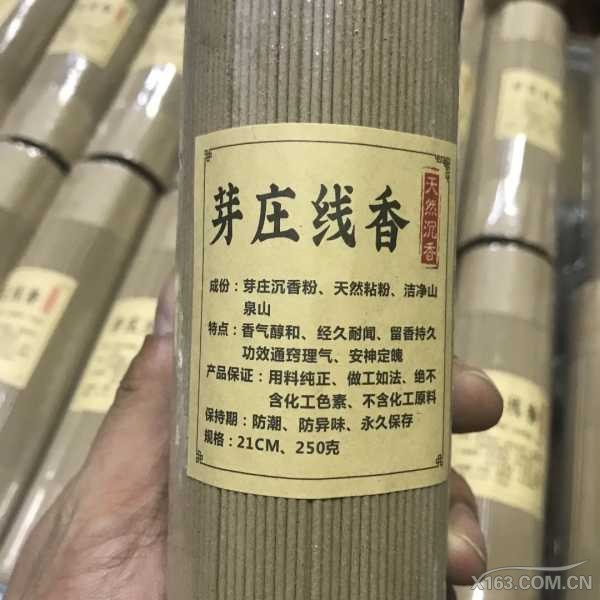 芽庄线香
天然沉香
成份：芽庄沉香粉、天然粘粉、洁净山
泉山
特点：香气醇和、经久耐闻、留香持久
功效通窍理气、安神定魄
产品保证：用料纯正、做工如法、绝不
含化工色素、不含化工原料
保持期：防潮、防异味、永久保存
规格：21CM、250克
X163.COM.CN